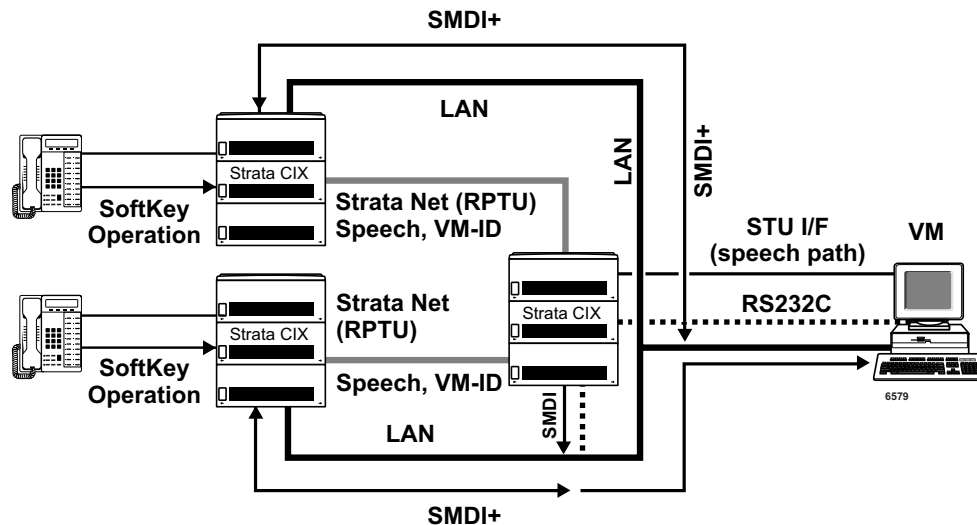 SMDI+
LAN
LAN
SMDI+
Strata CIX
SoftKey
Operation
Strata Net (RPTU)
Speech, VM-ID
STU I/F
(speech path)
VM
RS232C
Strata CIX
Strata Net
(RPTU)
Strata CIX
SoftKey
Operation
Speech, VM-ID
SMDI
LAN
6579
SMDI+